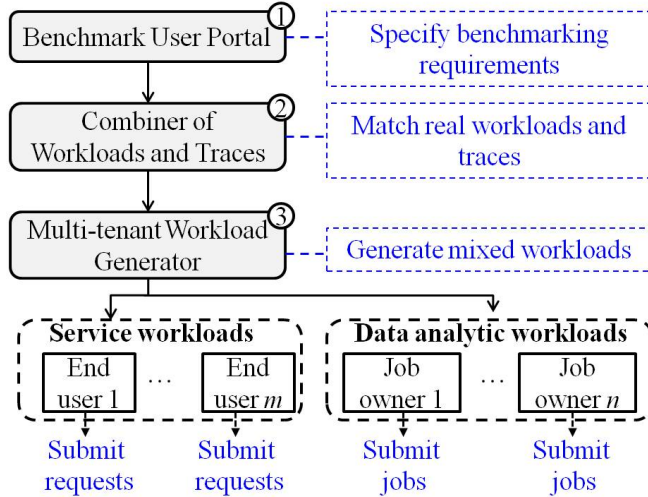 1
Benchmark User Portal
Specify benchmarking
requirements
2
Combiner of
Workloads and Traces
Match real workloads and
traces
3
Multi-tenant Workload
Generator
Generate mixed workloads
Service workloads
End
user 1
...
End
user m
Data analytic workloads
Job
owner 1
...
Job
owner n
Submit
requests
Submit
requests
Submit
jobs
Submit
jobs